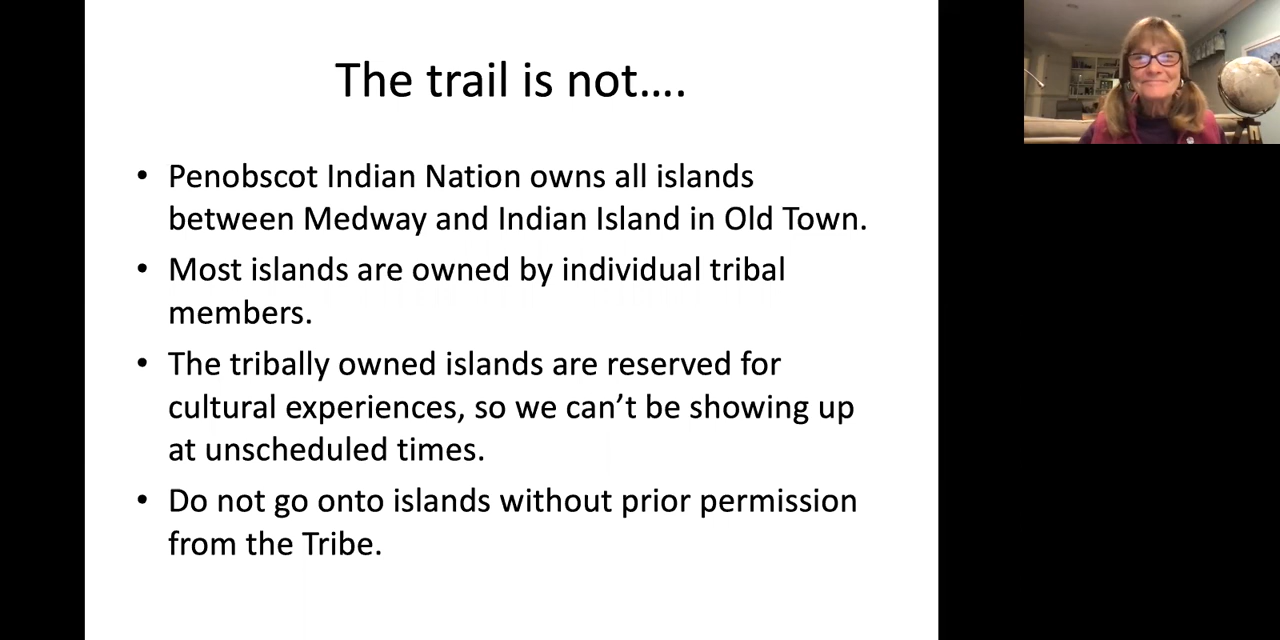 The trail is not....
• Penobscot Indian Nation owns all islands
between Medway and Indian Island in Old Town.
• Most islands are owned by individual tribal
members.
• The tribally owned islands are reserved for
cultural experiences, so we can’t be showing up
at unscheduled times.
• Do not go onto islands without prior permission
from the Tribe.